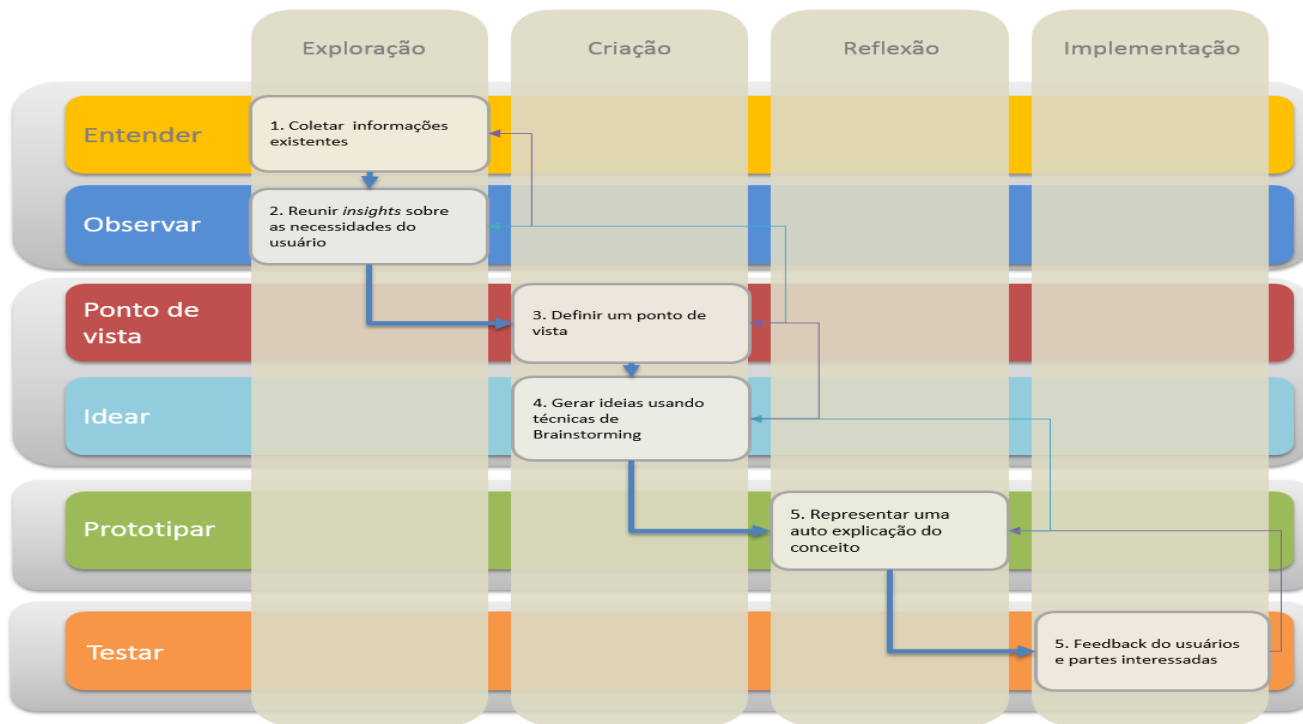 Exploração
Criação
Reflexão
Implementação
Entender
1. Coletar informações
existentes
Observar
2. Reunir insights sobre
as necessidades do
usuário
Ponto de
vista
3. Definir um ponto de
vista
Idear
4. Gerar ideias usando
técnicas de
Brainstorming
Prototipar
5. Representar uma
auto explicação do
conceito
Testar
5. Feedback do usuários
e partes interessadas